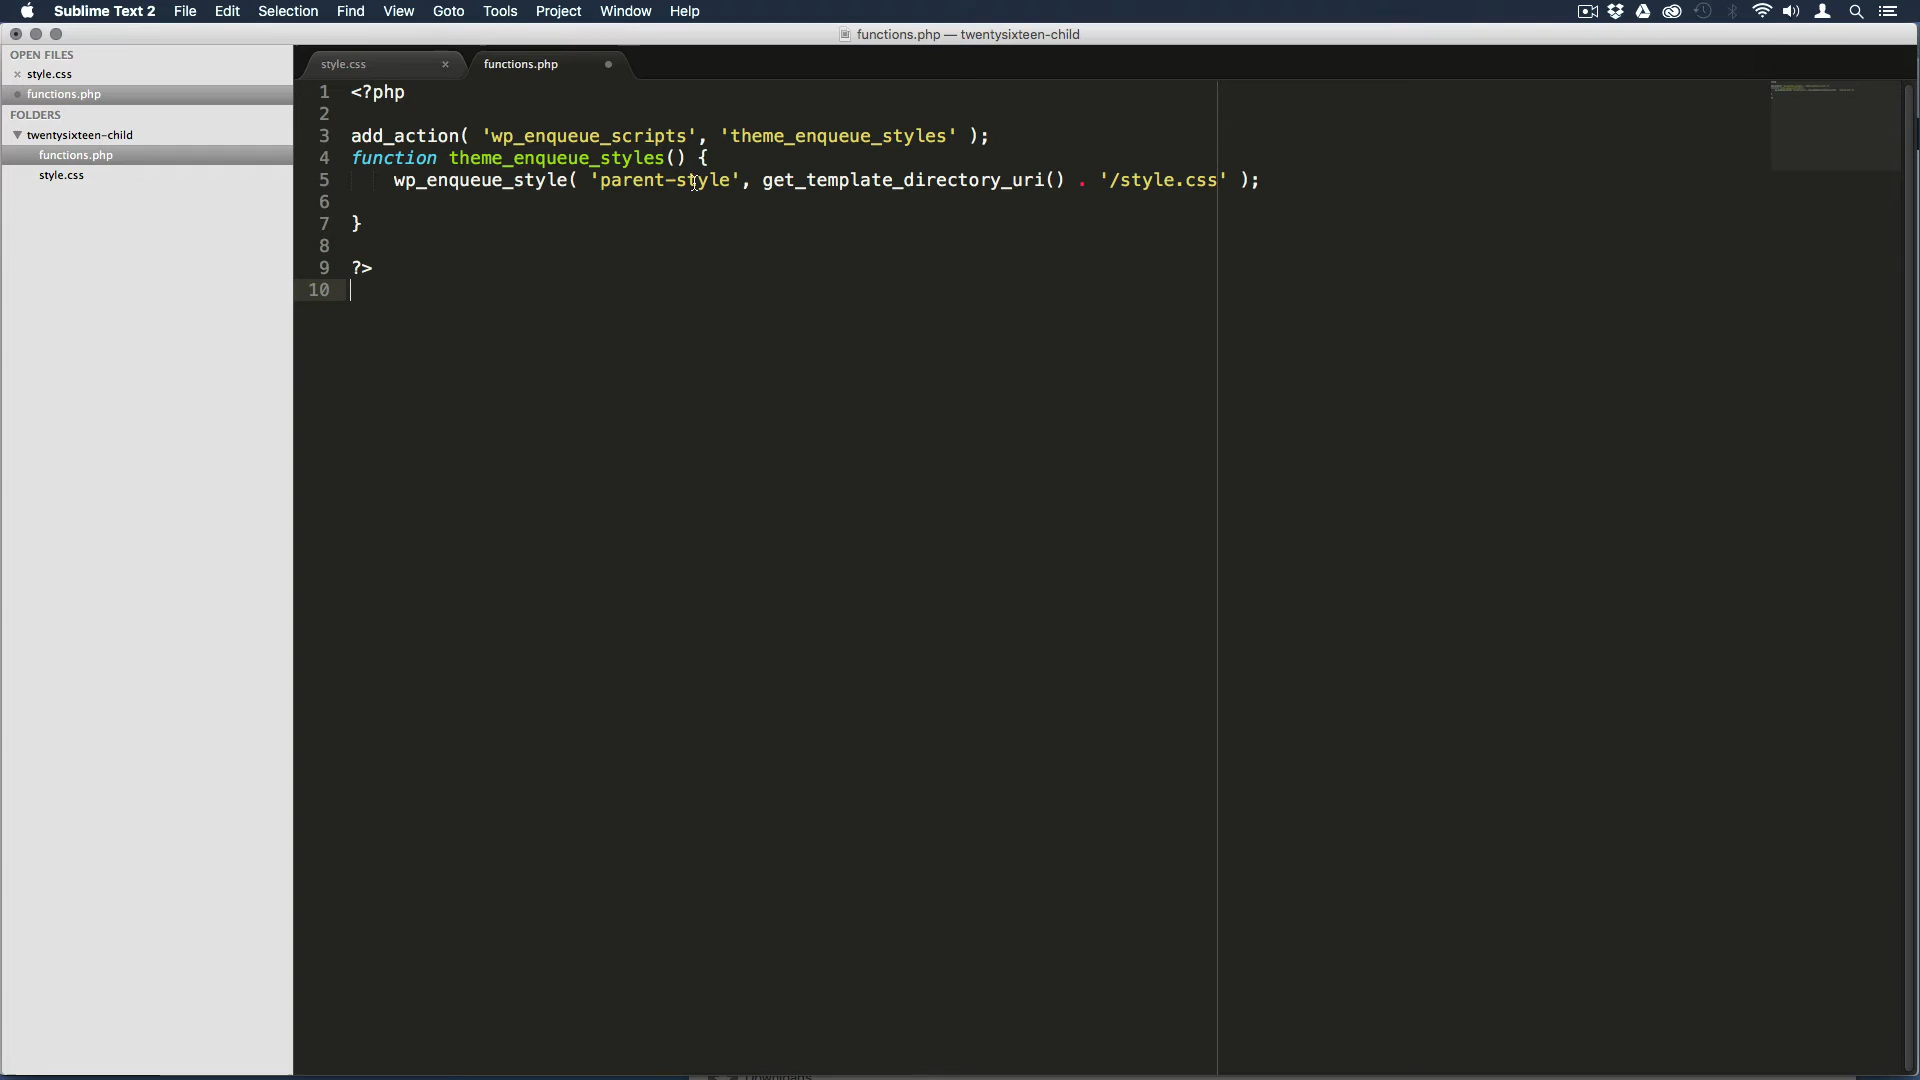 Sublime Text 2 File Edit Selection Find View Goto Tools Project Window Help
functions.php — twentysixteen-child
OPEN FILES
style.css
functions.php
FOLDERS
twentysixteen-child
functions.php
style.css
style.css functions.php
1 <?php
2
3 add_action( 'wp_enqueue_scripts', 'theme_enqueue_styles' );
4 function theme_enqueue_styles() {
5 wp_enqueue_style( 'parent-style', get_template_directory_uri() . '/style.css' );
6
7 }
8
9 ?>
10